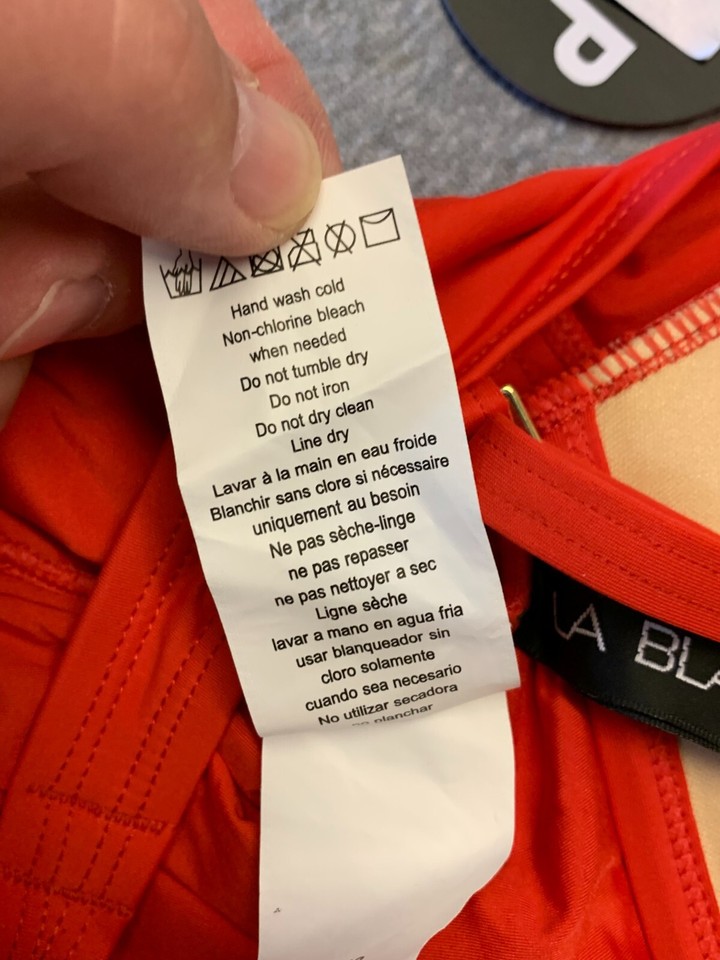 P
Hand wash cold
Non-chlorine bleach
when needed
Do not tumble dry
Do not iron
Do not dry clean
Line dry
Lavar à la main en eau froide
Blanchir sans clore si nécessaire
uniquement au besoin
Ne pas sèche-linge
ne pas repasser
ne pas nettoyer a sec
Ligne sèche
lavar a mano en agua fria
usar blanqueador sin
cloro solamente
cuando sea necesario
No utilizar secadora
no planchar
LA BLA